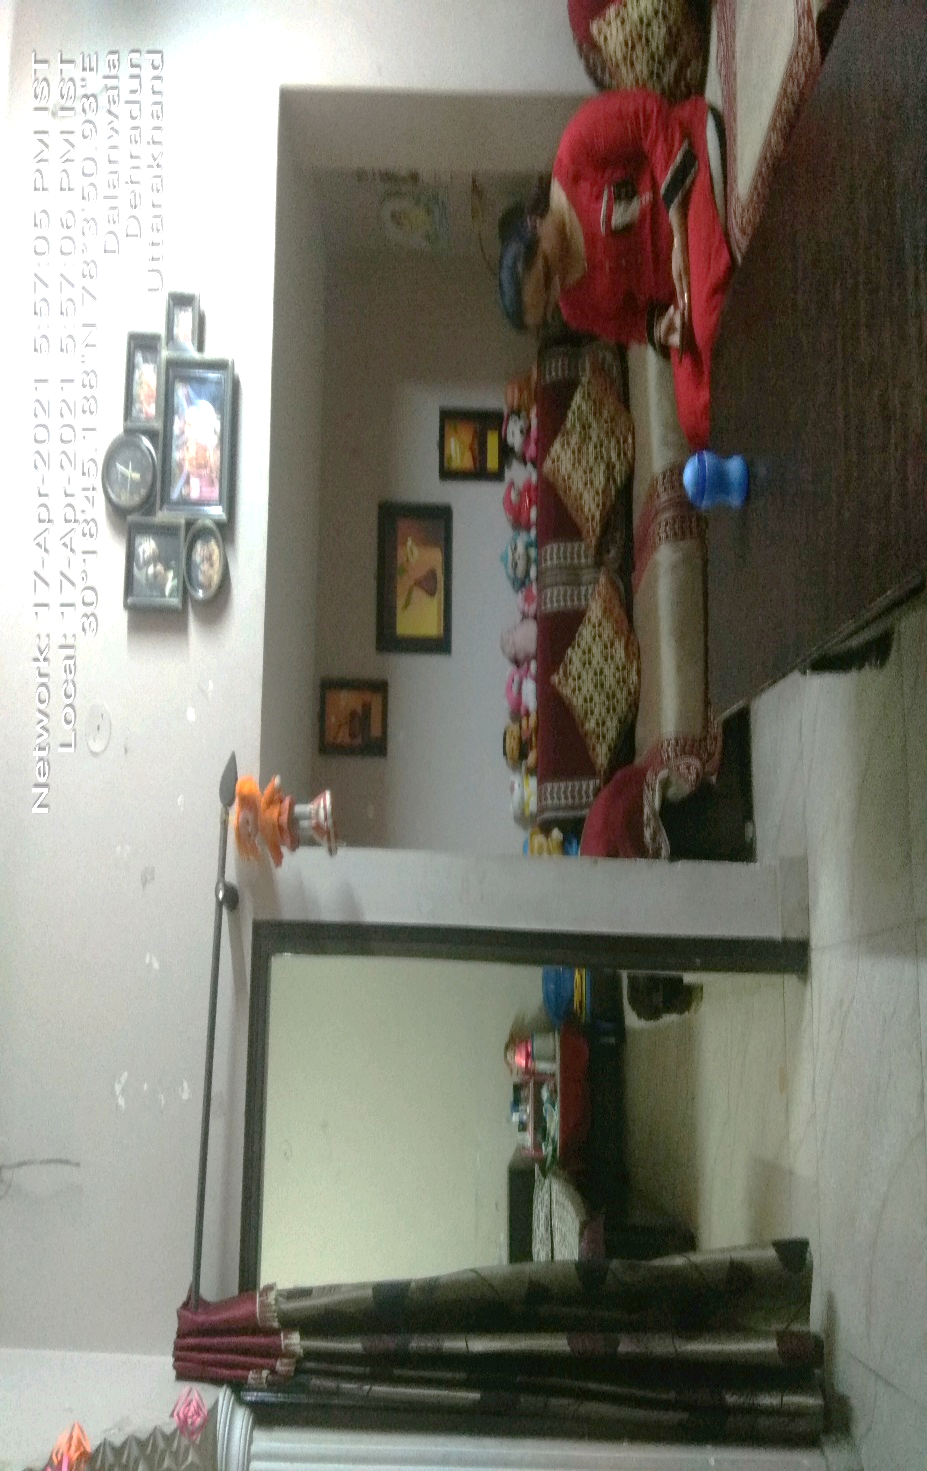 Network: 17-Apr-2021 5:57:05 PM IST
Local: 17-Apr-2021 5:57:06 PM IST
30°18'45.188"N 78°3'50.93"E
Dalanwala
Dehradun
Uttarakhand